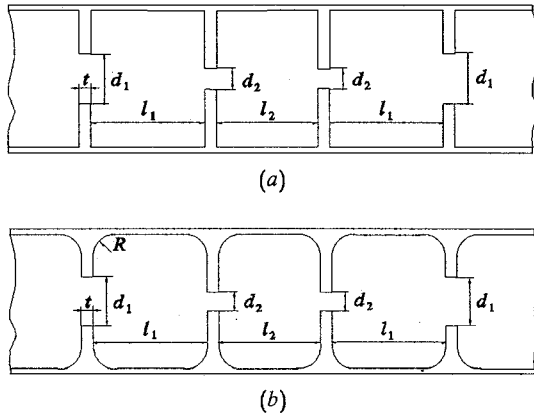 t d₁ d₂ d₂ d₁
l₁ l₂ l₁
(a)
R
t d₁ d₂ d₂ d₁
l₁ l₂ l₁
(b)